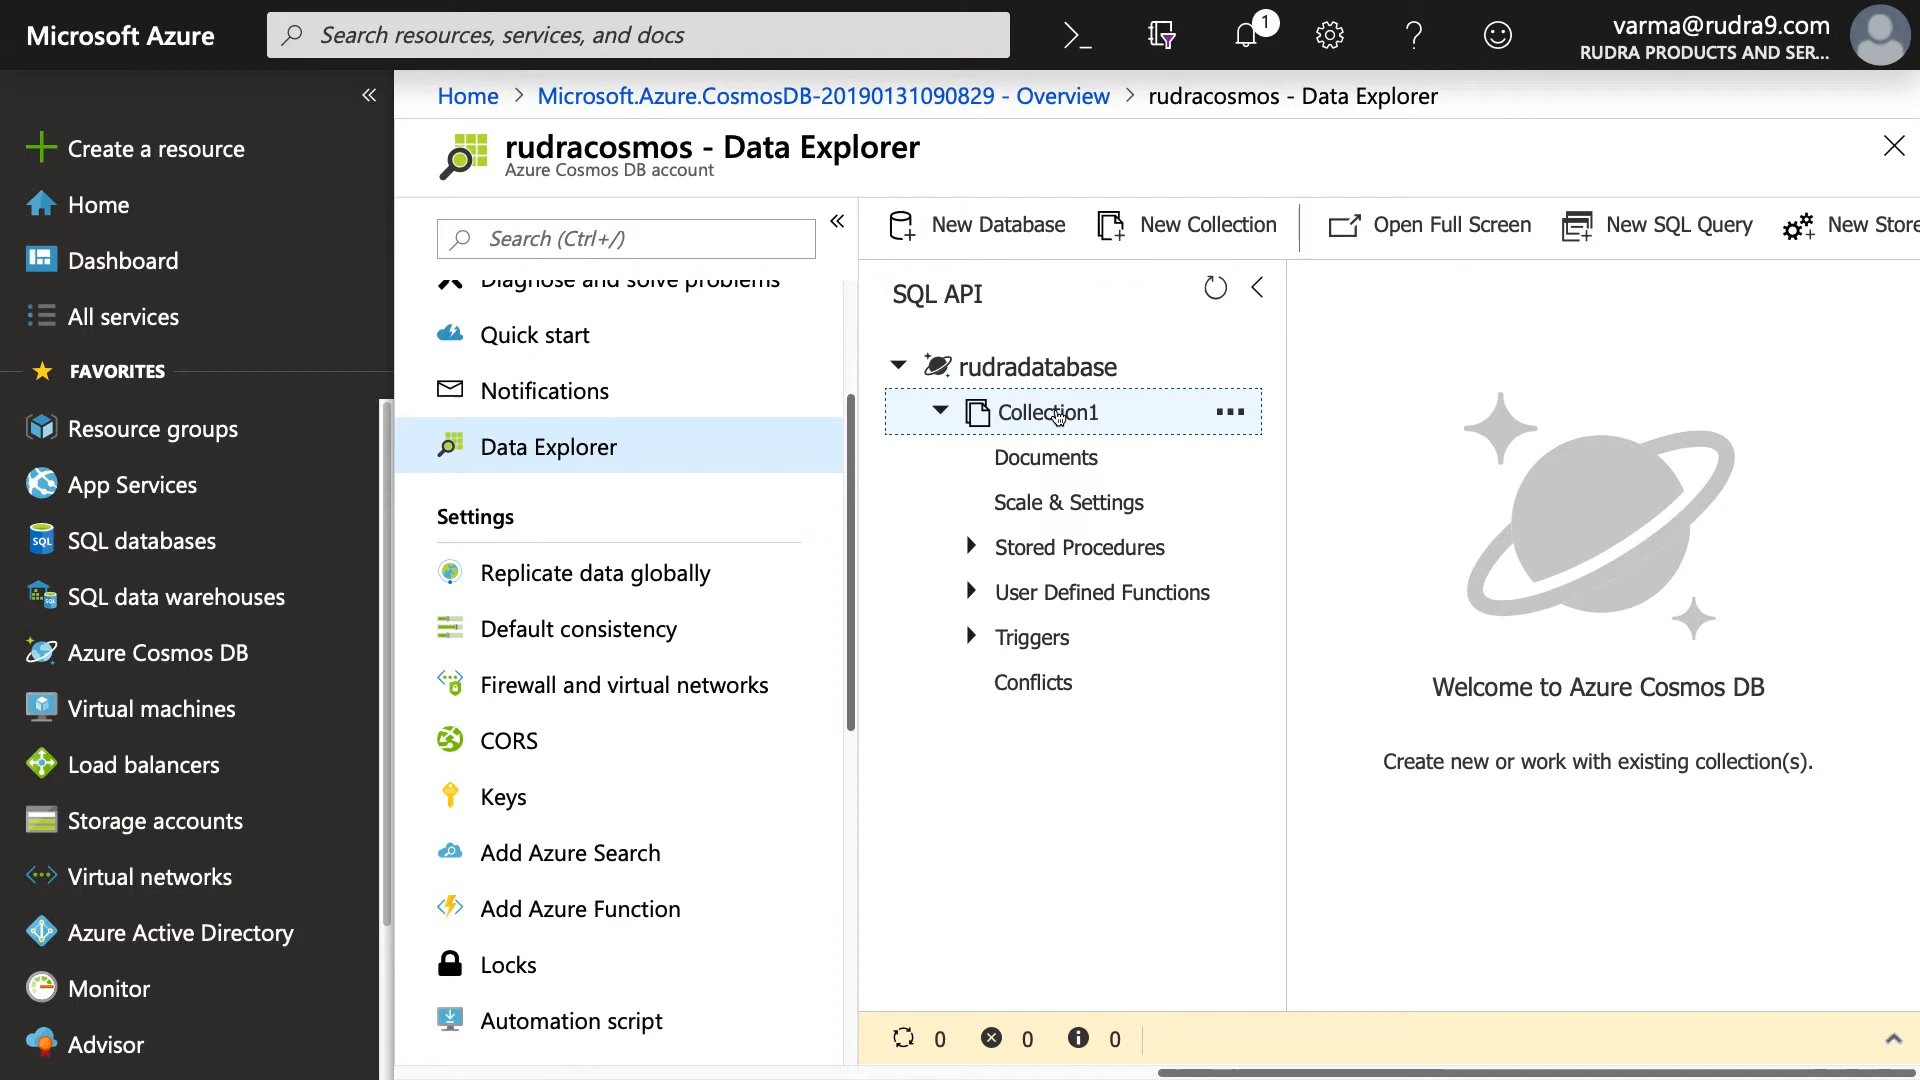 Microsoft Azure
Search resources, services, and docs
1
varma@rudra9.com
RUDRA PRODUCTS AND SER...
Home > Microsoft.Azure.CosmosDB-20190131090829 - Overview > rudracosmos - Data Explorer
rudracosmos - Data Explorer
Azure Cosmos DB account
Create a resource
Home
Dashboard
All services
FAVORITES
Resource groups
App Services
SQL databases
SQL data warehouses
Azure Cosmos DB
Virtual machines
Load balancers
Storage accounts
Virtual networks
Azure Active Directory
Monitor
Advisor
Search (Ctrl+/)
Diagnose and solve problems
Quick start
Notifications
Data Explorer
Settings
Replicate data globally
Default consistency
Firewall and virtual networks
CORS
Keys
Add Azure Search
Add Azure Function
Locks
Automation script
New Database
New Collection
Open Full Screen
New SQL Query
New Store
SQL API
rudradatabase
Collection1
Documents
Scale & Settings
Stored Procedures
User Defined Functions
Triggers
Conflicts
Welcome to Azure Cosmos DB
Create new or work with existing collection(s).
0 0 0